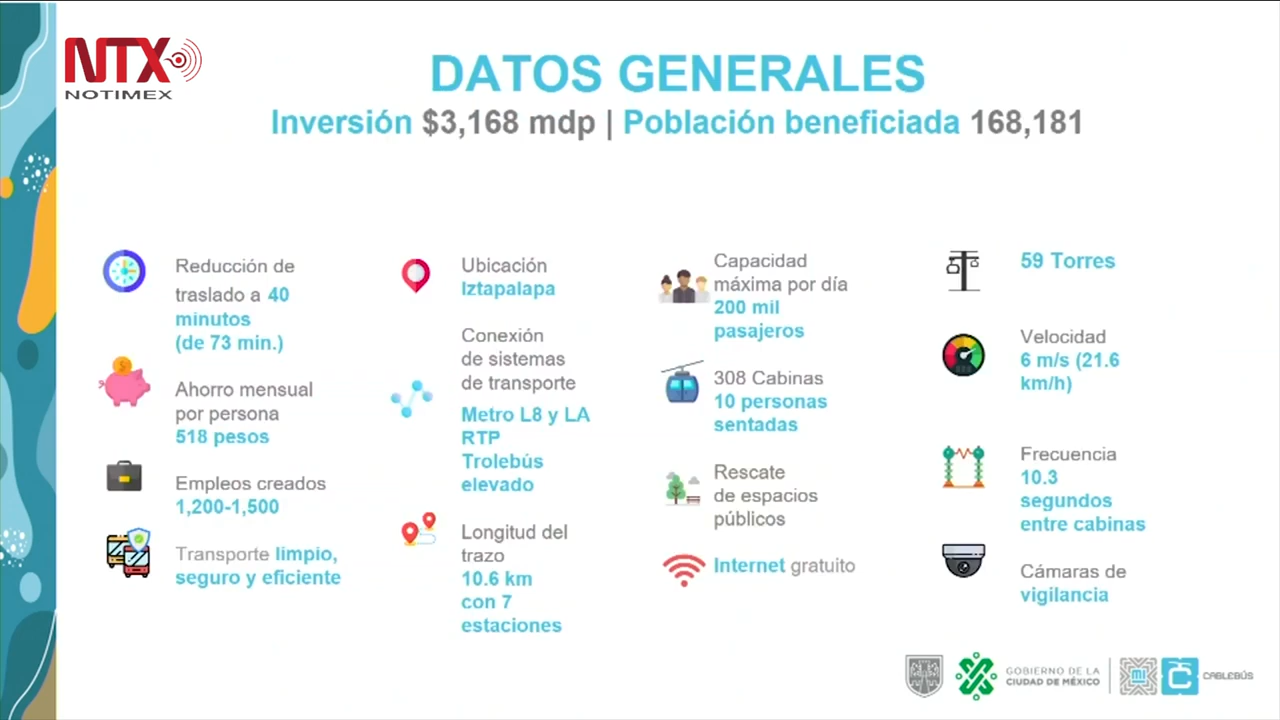 NTX
NOTIMEX
DATOS GENERALES
Inversión $3,168 mdp | Población beneficiada 168,181
Reducción de
traslado a 40
minutos
(de 73 min.)
Ahorro mensual
por persona
518 pesos
Empleos creados
1,200-1,500
Transporte limpio,
seguro y eficiente
Ubicación
Iztapalapa
Conexión
de sistemas
de transporte
Metro L8 y LA
RTP
Trolebús
elevado
Longitud del
trazo
10.6 km
con 7
estaciones
Capacidad
máxima por día
200 mil
pasajeros
308 Cabinas
10 personas
sentadas
Rescate
de espacios
públicos
Internet gratuito
59 Torres
Velocidad
6 m/s (21.6
km/h)
Frecuencia
10.3
segundos
entre cabinas
Cámaras de
vigilancia
GOBIERNO DE LA
CIUDAD DE MÉXICO
MI
CABLEBÚS